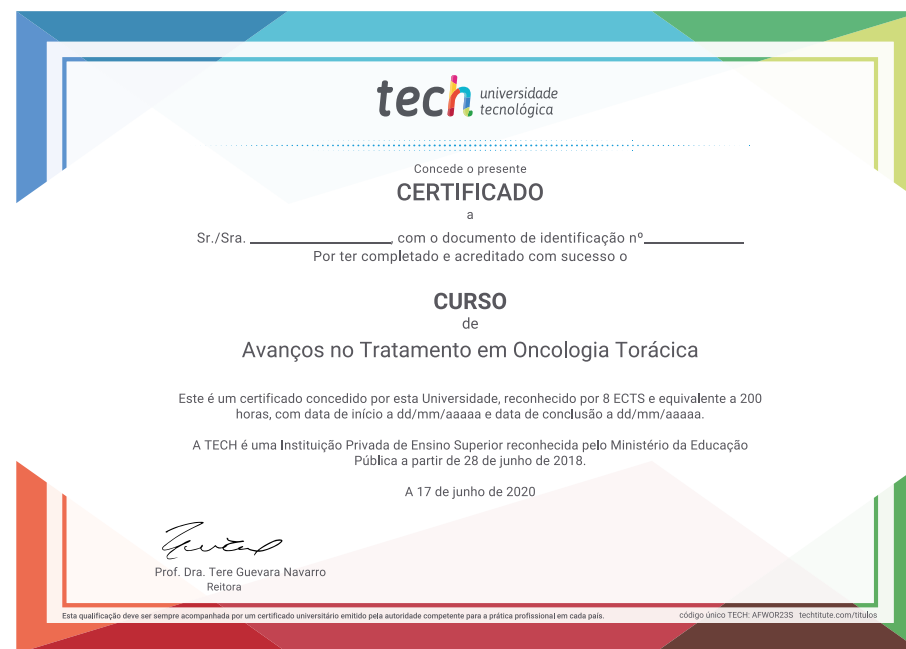 tech universidade
tecnológica
Concede o presente
CERTIFICADO
a
Sr./Sra. ____________________, com o documento de identificação nº______________
Por ter completado e acreditado com sucesso o
CURSO
de
Avanços no Tratamento em Oncologia Torácica
Este é um certificado concedido por esta Universidade, reconhecido por 8 ECTS e equivalente a 200
horas, com data de início a dd/mm/aaaaa e data de conclusão a dd/mm/aaaaa.
A TECH é uma Instituição Privada de Ensino Superior reconhecida pelo Ministério da Educação
Pública a partir de 28 de junho de 2018.
A 17 de junho de 2020
Prof. Dra. Tere Guevara Navarro
Reitora
Esta qualificação deve ser sempre acompanhada por um certificado universitário emitido pela autoridade competente para a prática profissional em cada país.
código único TECH: AFWOR23S techtitute.com/titulos